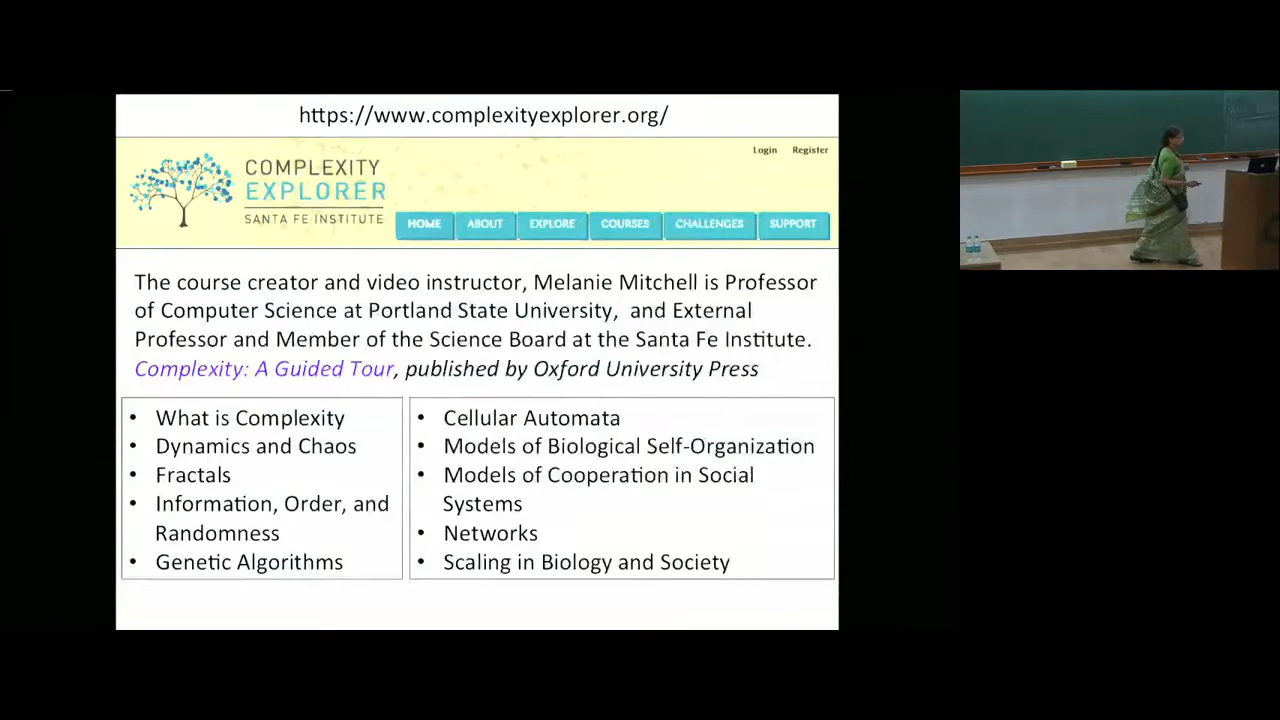 https://www.complexityexplorer.org/
Login Register
COMPLEXITY
EXPLORER
SANTA FE INSTITUTE
HOME ABOUT EXPLORE COURSES CHALLENGES SUPPORT
The course creator and video instructor, Melanie Mitchell is Professor
of Computer Science at Portland State University, and External
Professor and Member of the Science Board at the Santa Fe Institute.
Complexity: A Guided Tour, published by Oxford University Press
• What is Complexity
• Dynamics and Chaos
• Fractals
• Information, Order, and
Randomness
• Genetic Algorithms
• Cellular Automata
• Models of Biological Self-Organization
• Models of Cooperation in Social
Systems
• Networks
• Scaling in Biology and Society